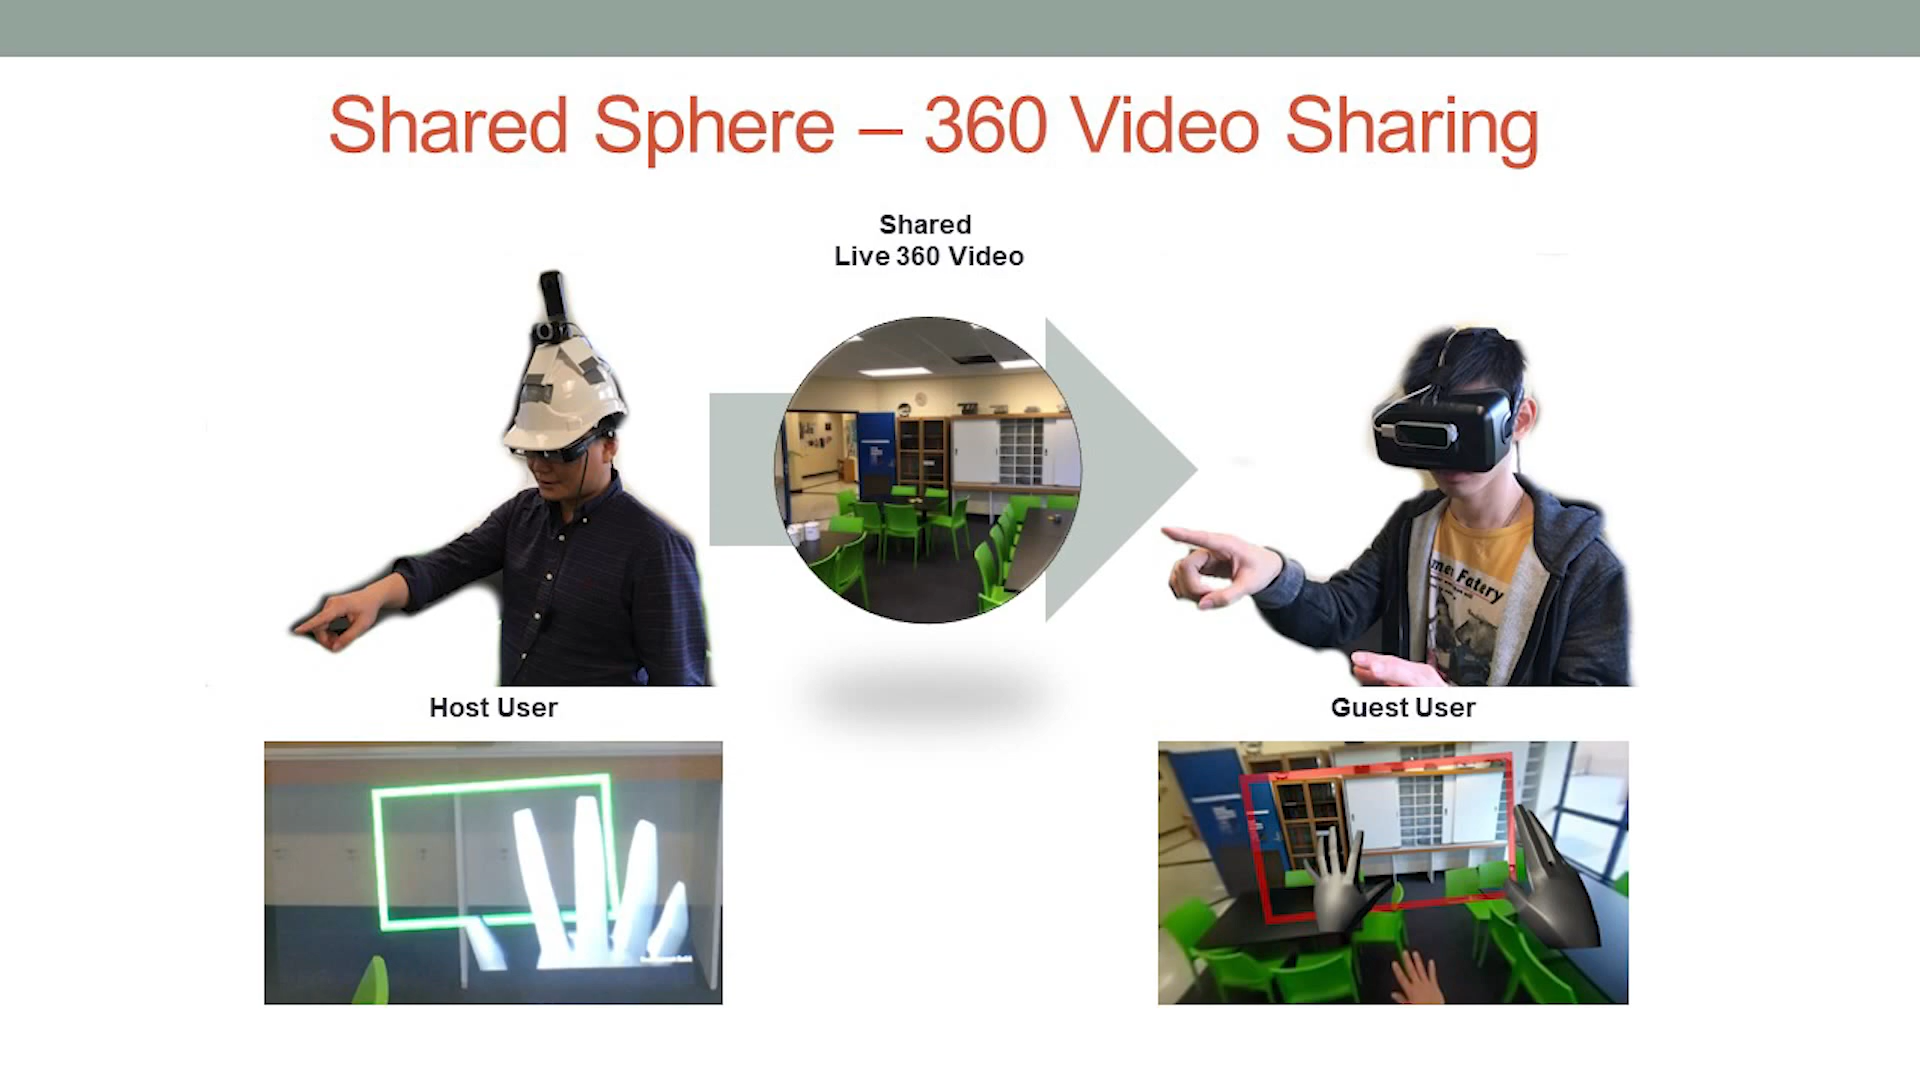 Shared Sphere – 360 Video Sharing
Shared
Live 360 Video
Host User
Guest User